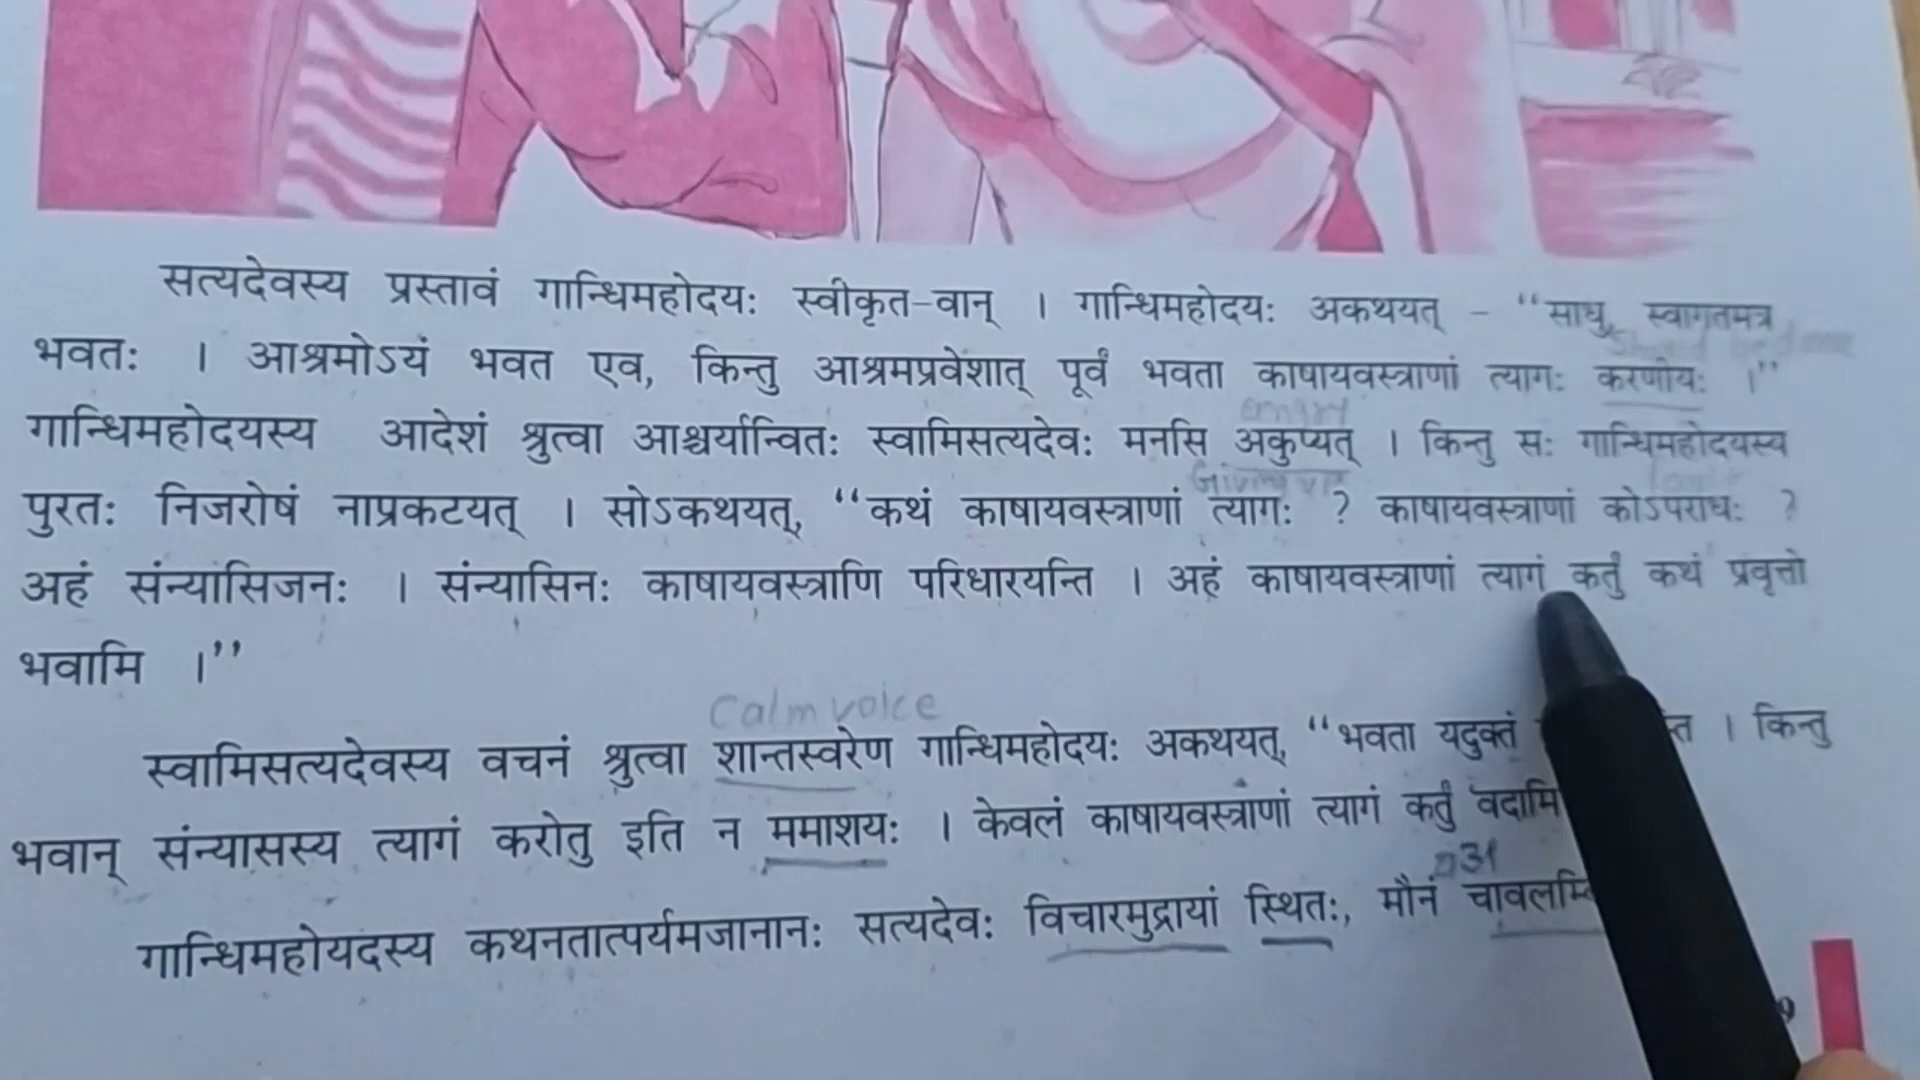 सत्यदेवस्य प्रस्तावं गान्धिमहोदयः स्वीकृत-वान् । गान्धिमहोदयः अकथयत् - “साधु, स्वागतमत्र
भवतः । आश्रमोऽयं भवत एव, किन्तु आश्रमप्रवेशात् पूर्वं भवता काषायवस्त्राणां त्यागः करणीयः ।”
angry
गान्धिमहोदयस्य आदेशं श्रुत्वा आश्चर्यान्वितः स्वामिसत्यदेवः मनसि अकुप्यत् । किन्तु सः गान्धिमहोदयस्य
Giving up
पुरतः निजरोषं नाप्रकटयत् । सोऽकथयत्, “कथं काषायवस्त्राणां त्यागः ? काषायवस्त्राणां कोऽपराधः ?
अहं संन्यासिजनः । संन्यासिनः काषायवस्त्राणि परिधारयन्ति । अहं काषायवस्त्राणां त्यागं कर्तुं कथं प्रवृत्तो
भवामि ।”
Calm voice
स्वामिसत्यदेवस्य वचनं श्रुत्वा शान्तस्वरेण गान्धिमहोदयः अकथयत्, “भवता यदुक्तं । किन्तु
भवान् संन्यासस्य त्यागं करोतु इति न ममाशयः । केवलं काषायवस्त्राणां त्यागं कर्तुं वदामि
गान्धिमहोयदस्य कथनतात्पर्यमजानानः सत्यदेवः विचारमुद्रायां स्थितः, मौनं